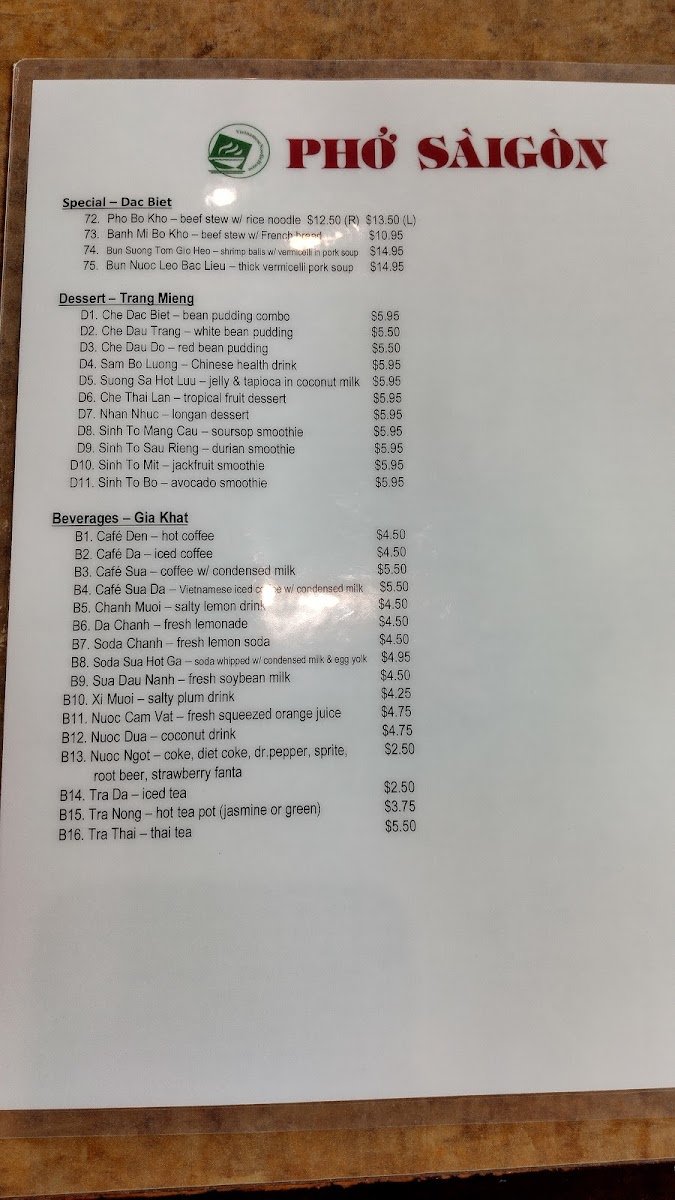 PHỞ SÀIGÒN
Special – Dac Biet
72. Pho Bo Kho – beef stew w/ rice noodle $12.50 (R) $13.50 (L)
73. Banh Mi Bo Kho – beef stew w/ French bread $10.95
74. Bun Suong Tom Gio Heo – shrimp balls w/ vermicelli in pork soup $14.95
75. Bun Nuoc Leo Bac Lieu – thick vermicelli pork soup $14.95
Dessert – Trang Mieng
D1. Che Dac Biet – bean pudding combo $5.95
D2. Che Dau Trang – white bean pudding $5.50
D3. Che Dau Do – red bean pudding $5.50
D4. Sam Bo Luong – Chinese health drink $5.95
D5. Suong Sa Hot Luu – jelly & tapioca in coconut milk $5.95
D6. Che Thai Lan – tropical fruit dessert $5.95
D7. Nhan Nhuc – longan dessert $5.95
D8. Sinh To Mang Cau – soursop smoothie $5.95
D9. Sinh To Sau Rieng – durian smoothie $5.95
D10. Sinh To Mit – jackfruit smoothie $5.95
D11. Sinh To Bo – avocado smoothie $5.95
Beverages – Gia Khat
B1. Café Den – hot coffee $4.50
B2. Café Da – iced coffee $4.50
B3. Café Sua – coffee w/ condensed milk $5.50
B4. Café Sua Da – Vietnamese iced coffee w/ condensed milk $5.50
B5. Chanh Muoi – salty lemon drink $4.50
B6. Da Chanh – fresh lemonade $4.50
B7. Soda Chanh – fresh lemon soda $4.50
B8. Soda Sua Hot Ga – soda whipped w/ condensed milk & egg yolk $4.95
B9. Sua Dau Nanh – fresh soybean milk $4.50
B10. Xi Muoi – salty plum drink $4.25
B11. Nuoc Cam Vat – fresh squeezed orange juice $4.75
B12. Nuoc Dua – coconut drink $4.75
B13. Nuoc Ngot – coke, diet coke, dr.pepper, sprite, $2.50
root beer, strawberry fanta
B14. Tra Da – iced tea $2.50
B15. Tra Nong – hot tea pot (jasmine or green) $3.75
B16. Tra Thai – thai tea $5.50